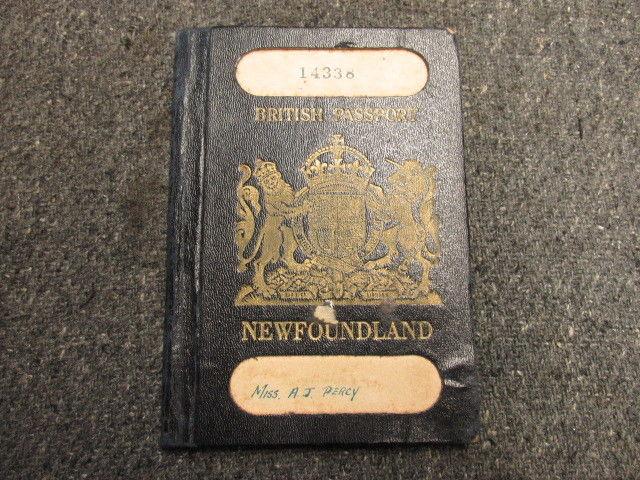 14338
BRITISH PASSPORT
NEWFOUNDLAND
Miss. A J PERCY